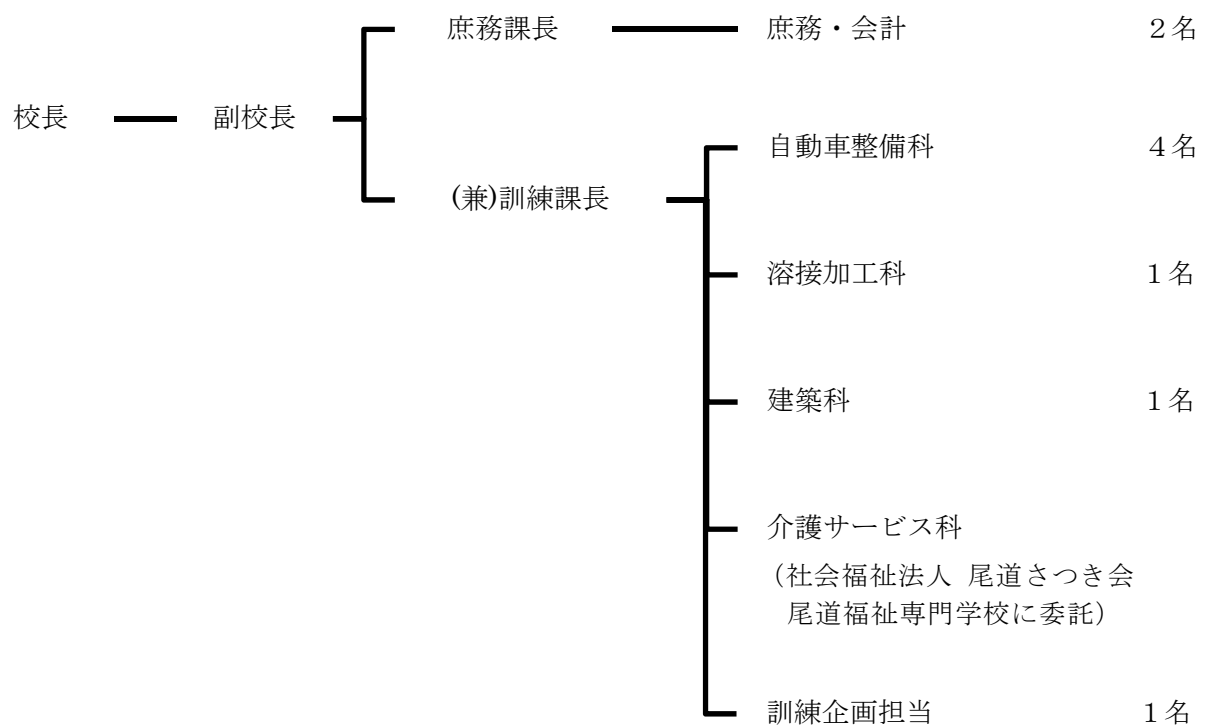 庶務課長 庶務・会計 2名
校長 副校長
自動車整備科 4名
(兼)訓練課長
溶接加工科 1名
建築科 1名
介護サービス科
(社会福祉法人 尾道さつき会
尾道福祉専門学校に委託)
訓練企画担当 1名